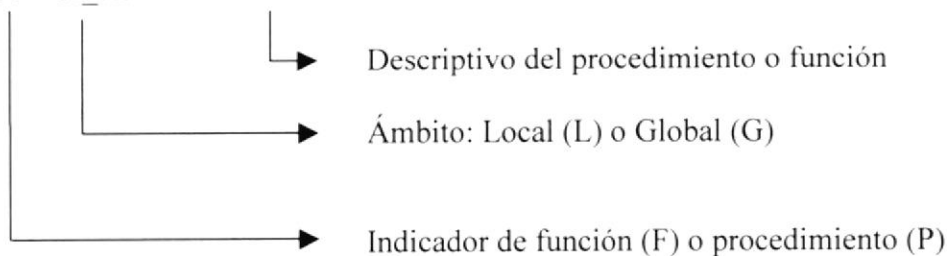 Descriptivo del procedimiento o función
Ámbito: Local (L) o Global (G)
Indicador de función (F) o procedimiento (P)